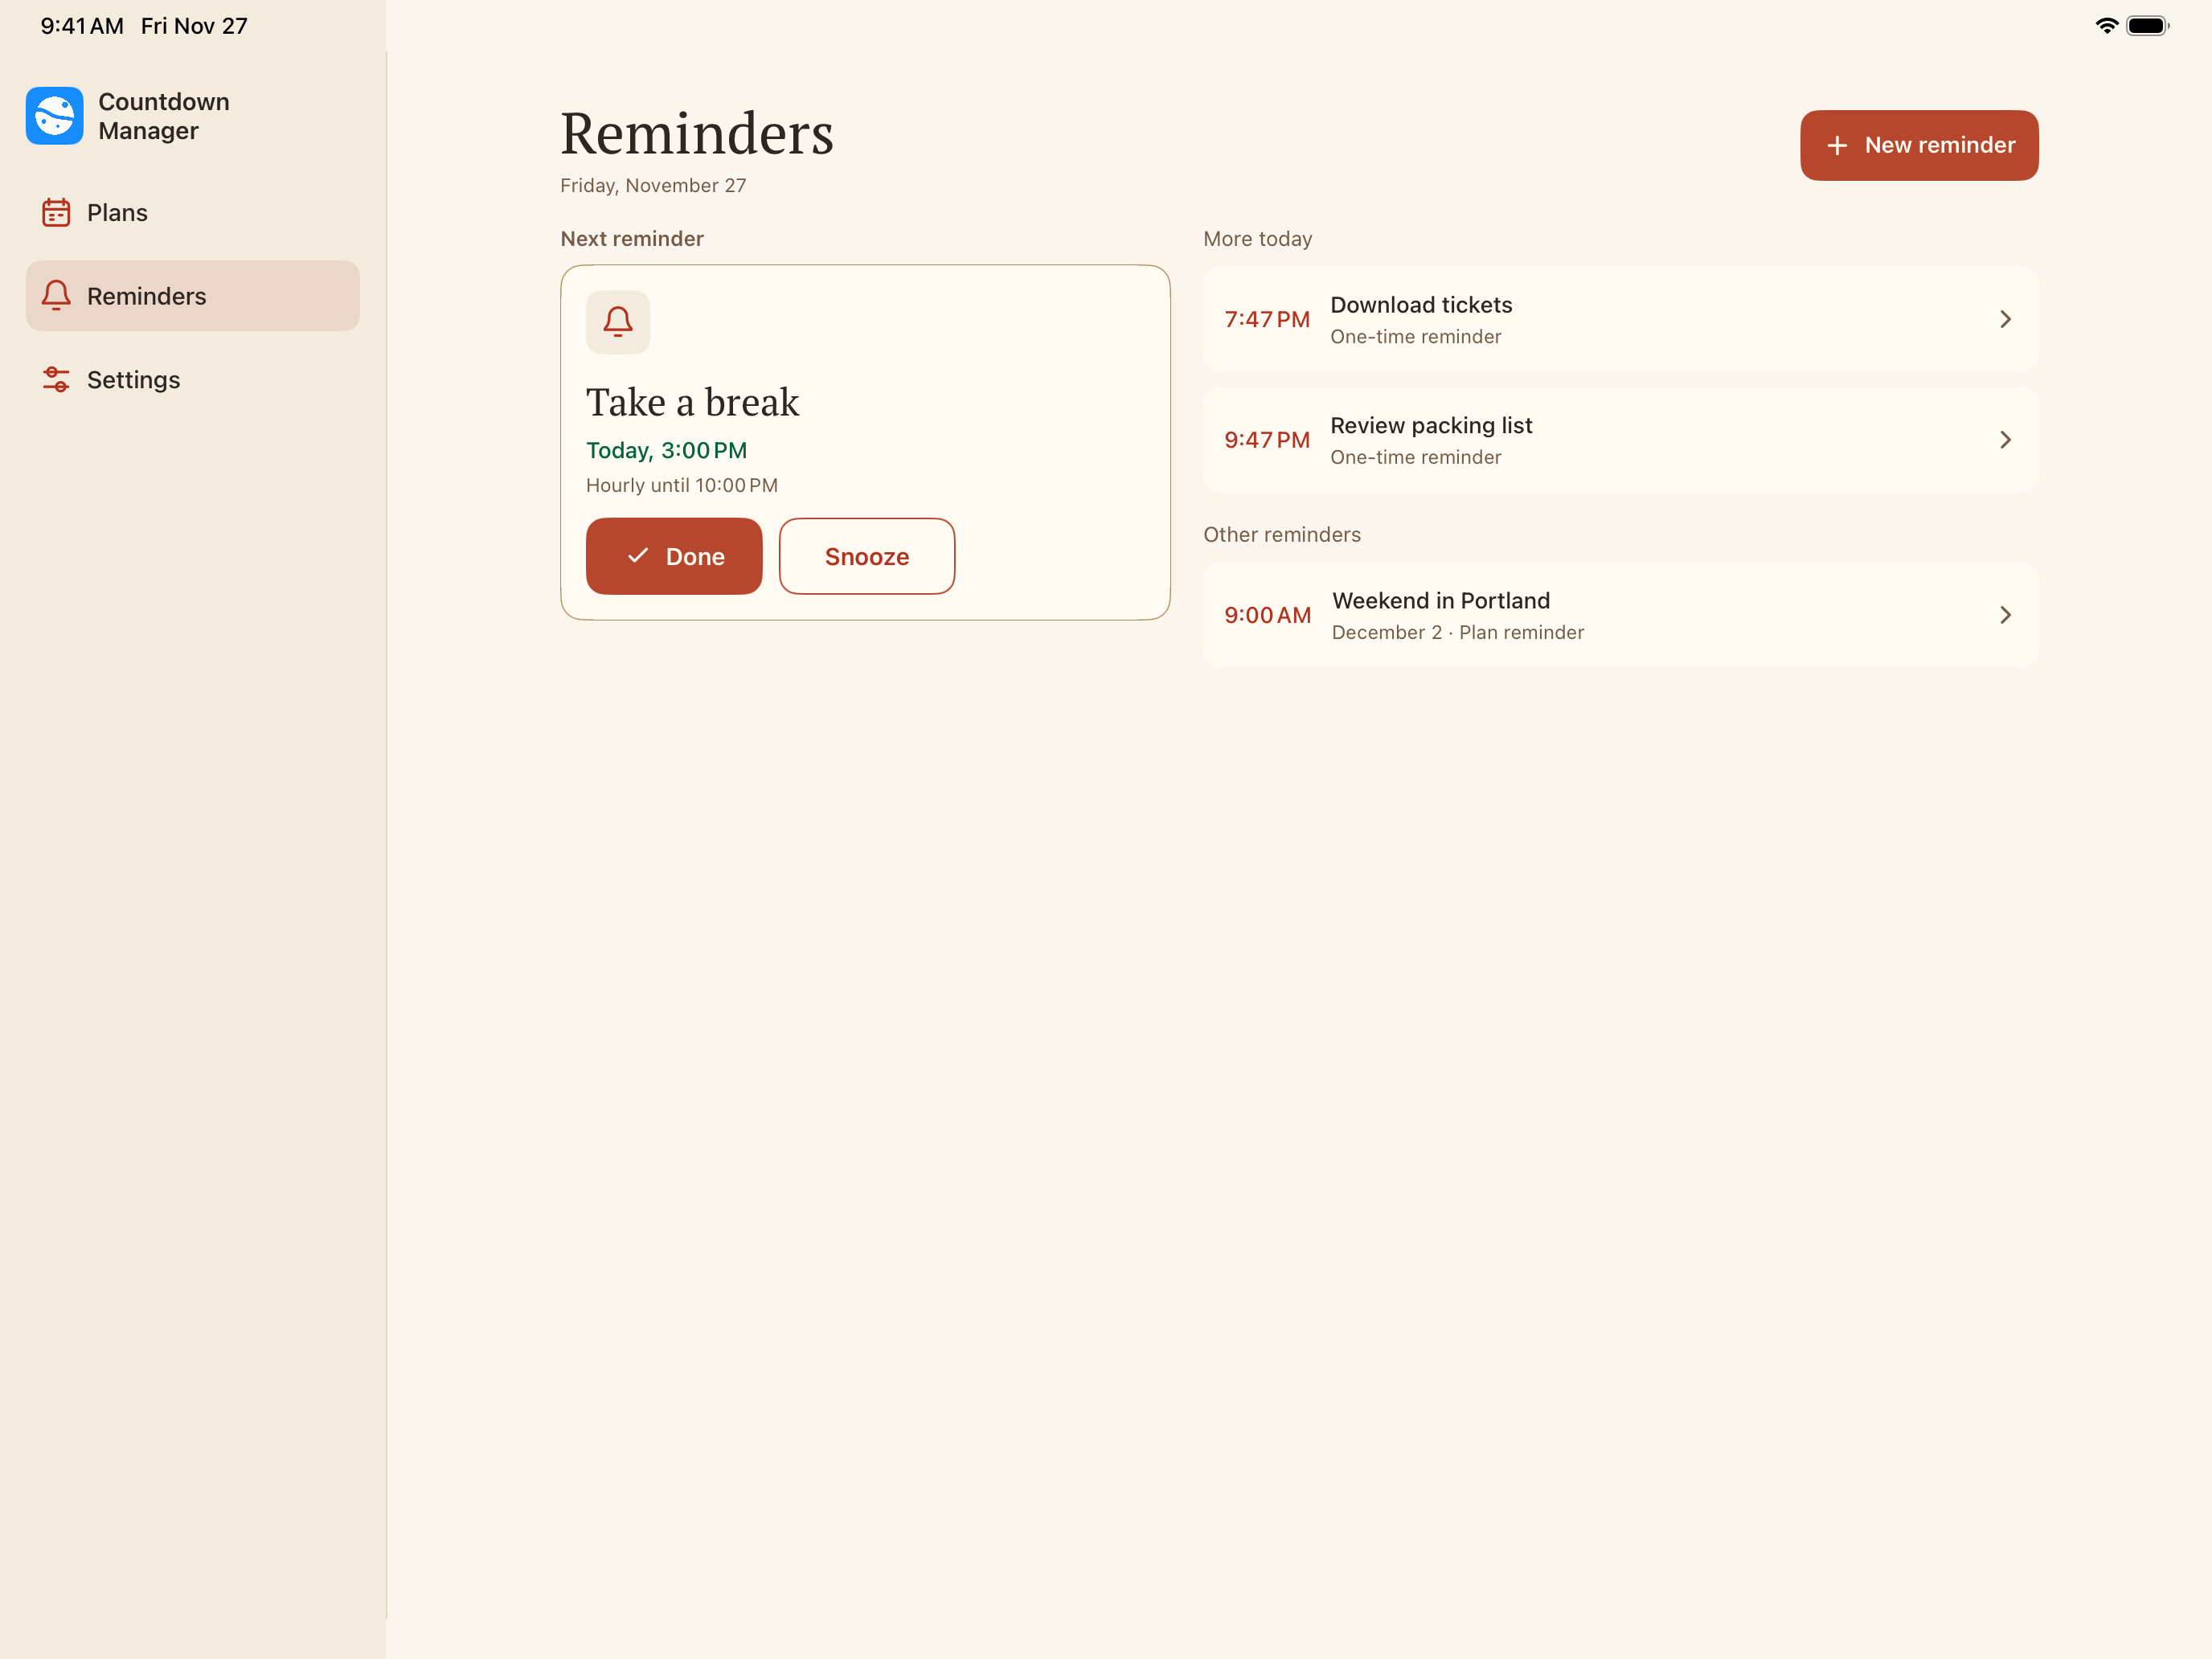 9:41 AM Fri Nov 27
Countdown
Manager
Plans
Reminders
Settings
Reminders
Friday, November 27
New reminder
Next reminder
Take a break
Today, 3:00 PM
Hourly until 10:00 PM
Done
Snooze
More today
7:47 PM
Download tickets
One-time reminder
9:47 PM
Review packing list
One-time reminder
Other reminders
9:00 AM
Weekend in Portland
December 2 · Plan reminder